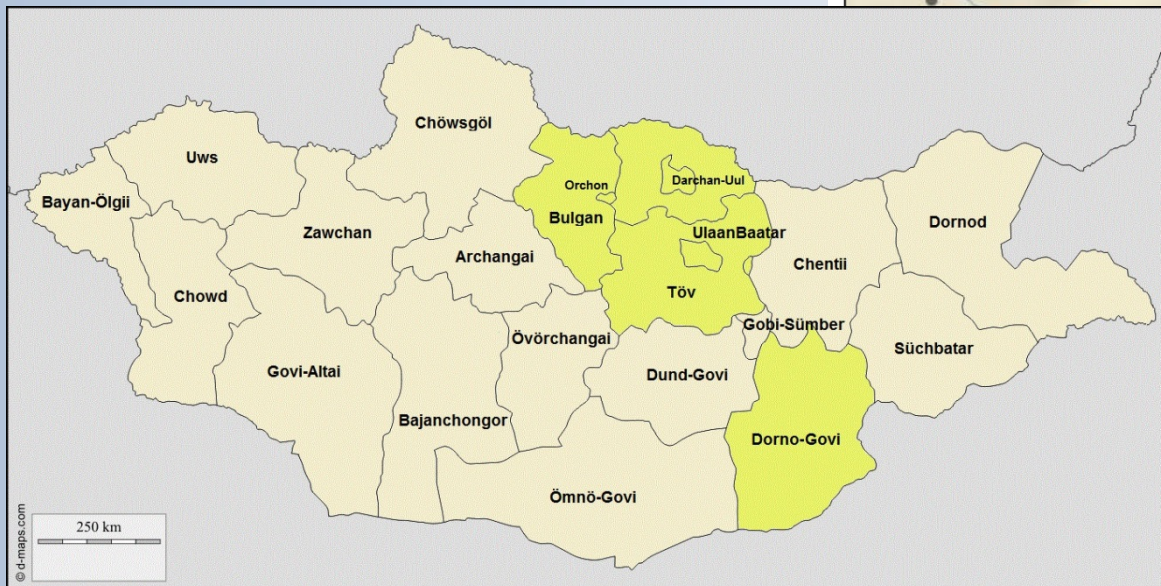 Chöwsgöl
Uws
Bayan-Ölgii
Orchon
Darchan-Uul
Bulgan
Dornod
Zawchan
UlaanBaatar
Archangai
Chentii
Chowd
Töv
Gobi-Sümber
Övörchangai
Süchbatar
Govi-Altai
Dund-Govi
Bajanchongor
Dorno-Govi
Ömnö-Govi
250 km
© d-maps.com